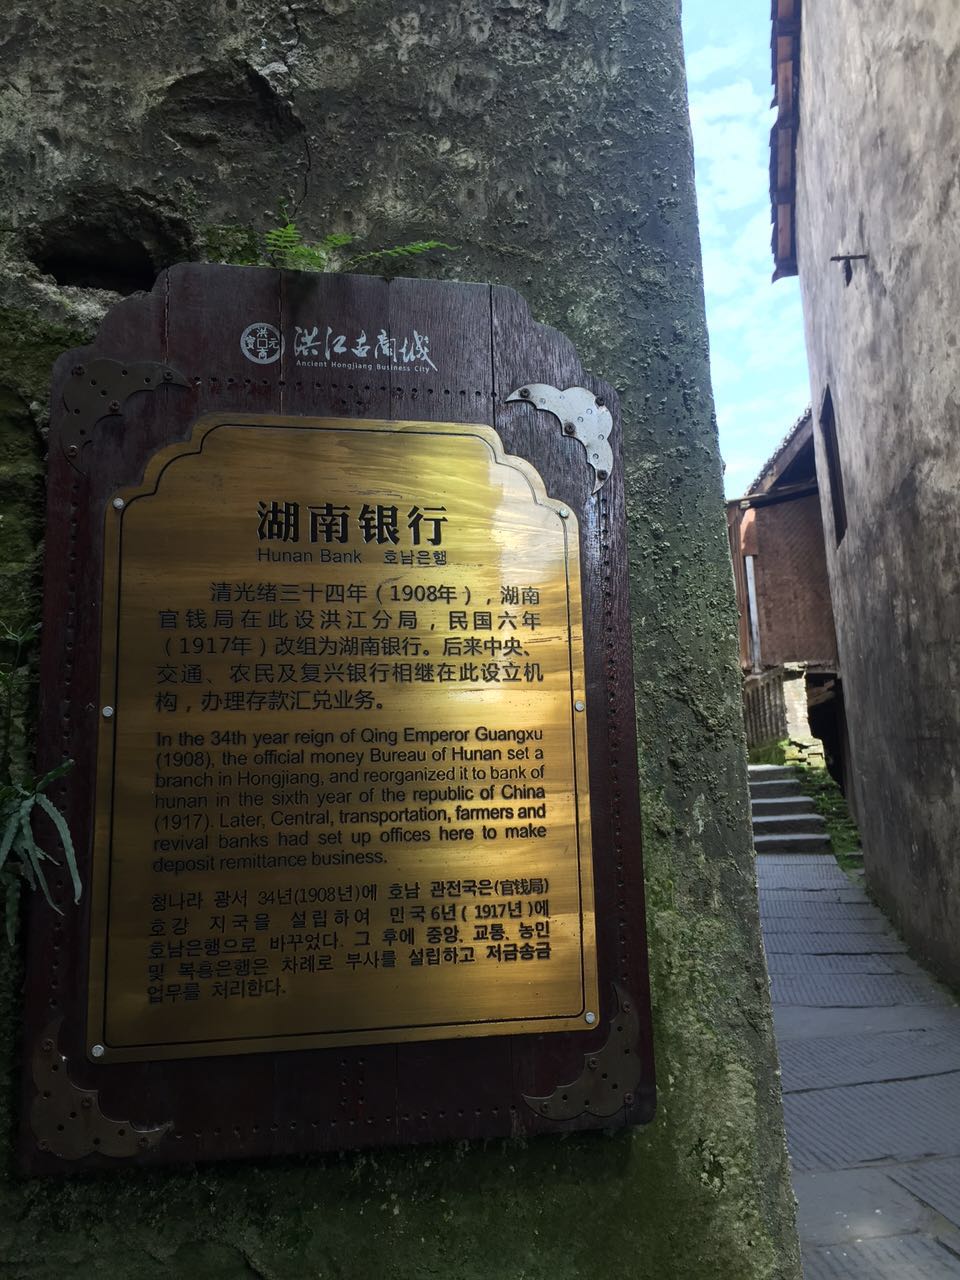 洪江古商城
Ancient Hongjiang Business City
湖南银行
Hunan Bank 호남은행
清光绪三十四年(1908年),湖南
官钱局在此设洪江分局,民国六年
(1917年)改组为湖南银行。后来中央、
交通、农民及复兴银行相继在此设立机
构,办理存款汇兑业务。
In the 34th year reign of Qing Emperor Guangxu
(1908), the official money Bureau of Hunan set a
branch in Hongjiang, and reorganized it to bank of
hunan in the sixth year of the republic of China
(1917). Later, Central, transportation, farmers and
revival banks had set up offices here to make
deposit remittance business.
청나라 광서 34년(1908년)에 호남 관전국은(官钱局)
호강 지국을 설립하여 민국6년( 1917년)에
호남은행으로 바꾸었다. 그 후에 중앙. 교통. 농민
및 복흥은행은 차례로 부사를 설립하고 저금송금
업무를 처리한다.